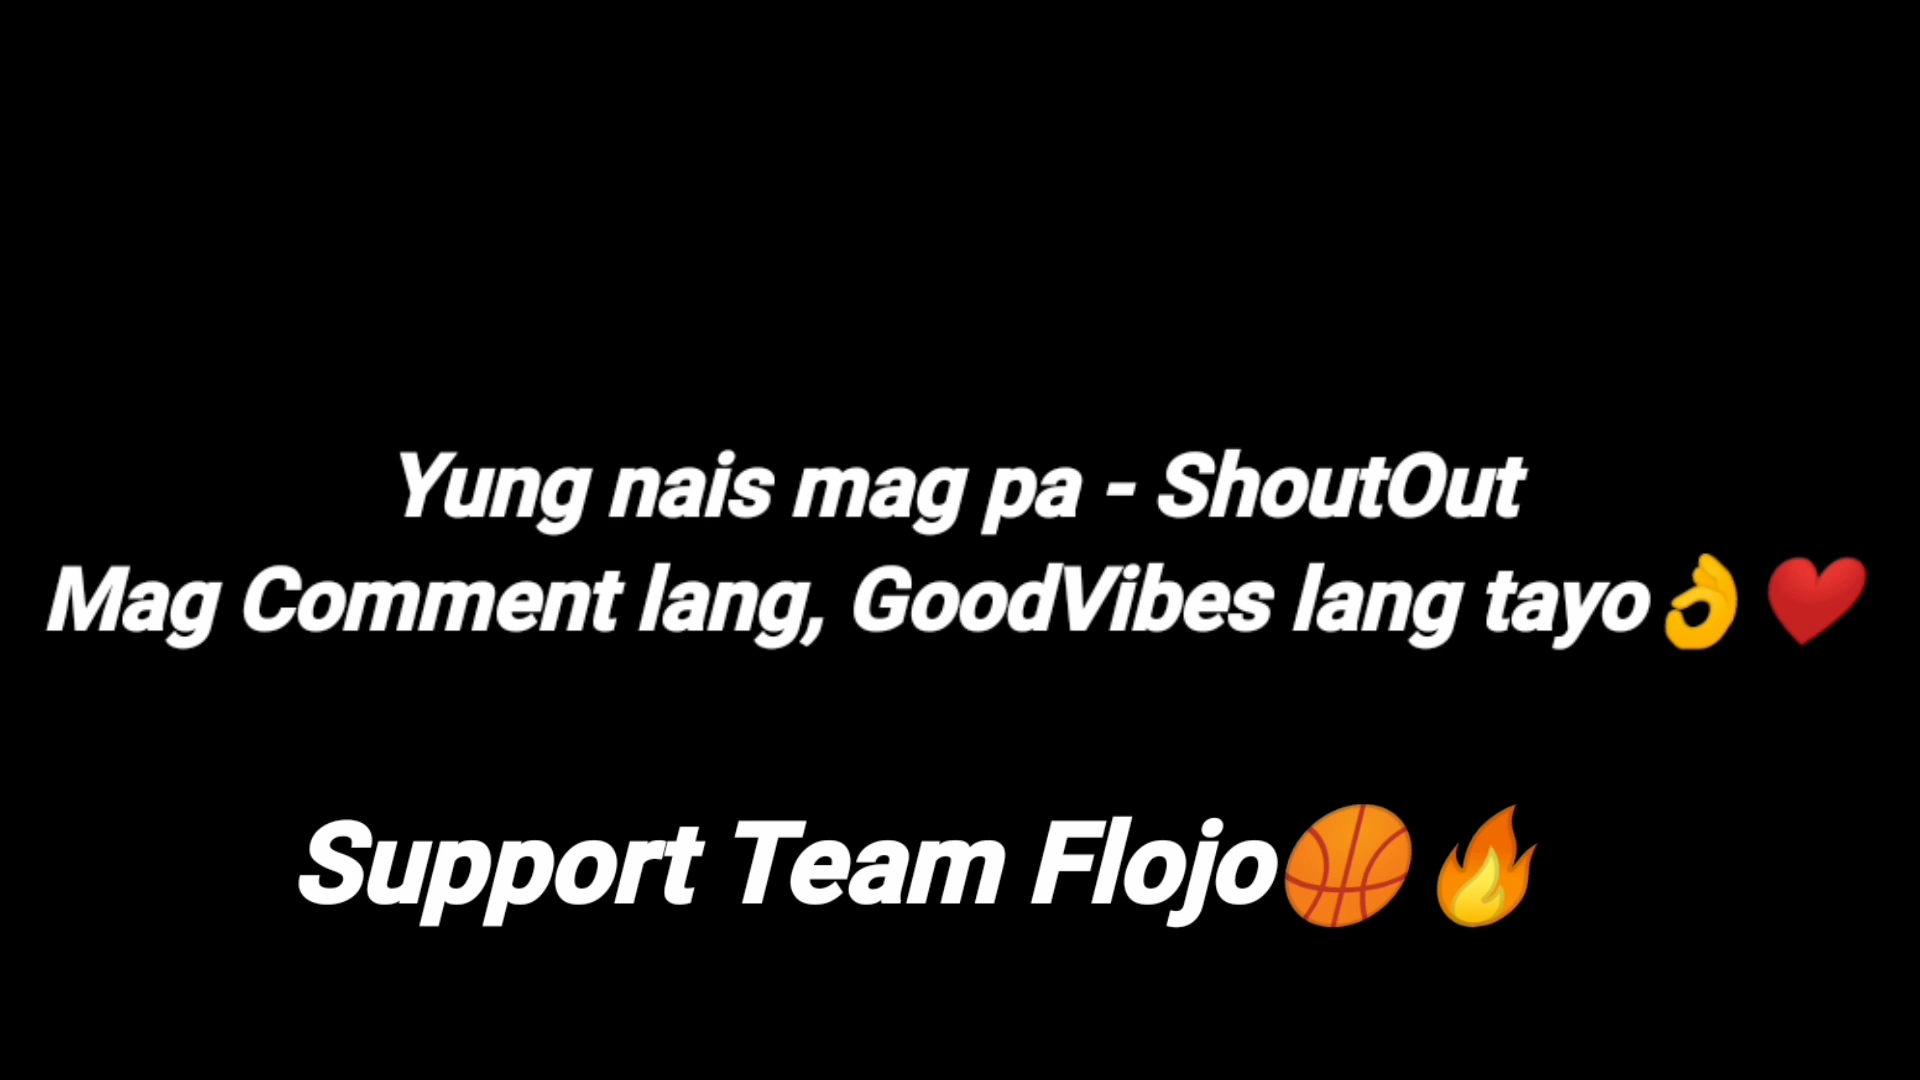 Yung nais mag pa - ShoutOut
Mag Comment lang, GoodVibes lang tayo👌❤️
Support Team Flojo🏀🔥